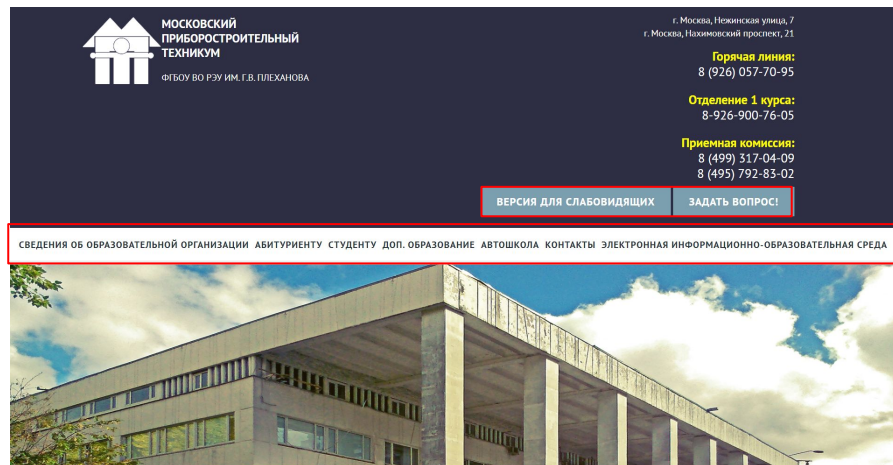 МОСКОВСКИЙ
ПРИБОРОСТРОИТЕЛЬНЫЙ
ТЕХНИКУМ
ФГБОУ ВО РЭУ ИМ. Г.В. ПЛЕХАНОВА
г. Москва, Нежинская улица, 7
г. Москва, Нахимовский проспект, 21
Горячая линия:
8 (926) 057-70-95
Отделение 1 курса:
8-926-900-76-05
Приемная комиссия:
8 (499) 317-04-09
8 (495) 792-83-02
ВЕРСИЯ ДЛЯ СЛАБОВИДЯЩИХ ЗАДАТЬ ВОПРОС!
СВЕДЕНИЯ ОБ ОБРАЗОВАТЕЛЬНОЙ ОРГАНИЗАЦИИ АБИТУРИЕНТУ СТУДЕНТУ ДОП. ОБРАЗОВАНИЕ АВТОШКОЛА КОНТАКТЫ ЭЛЕКТРОННАЯ ИНФОРМАЦИОННО-ОБРАЗОВАТЕЛЬНАЯ СРЕДА